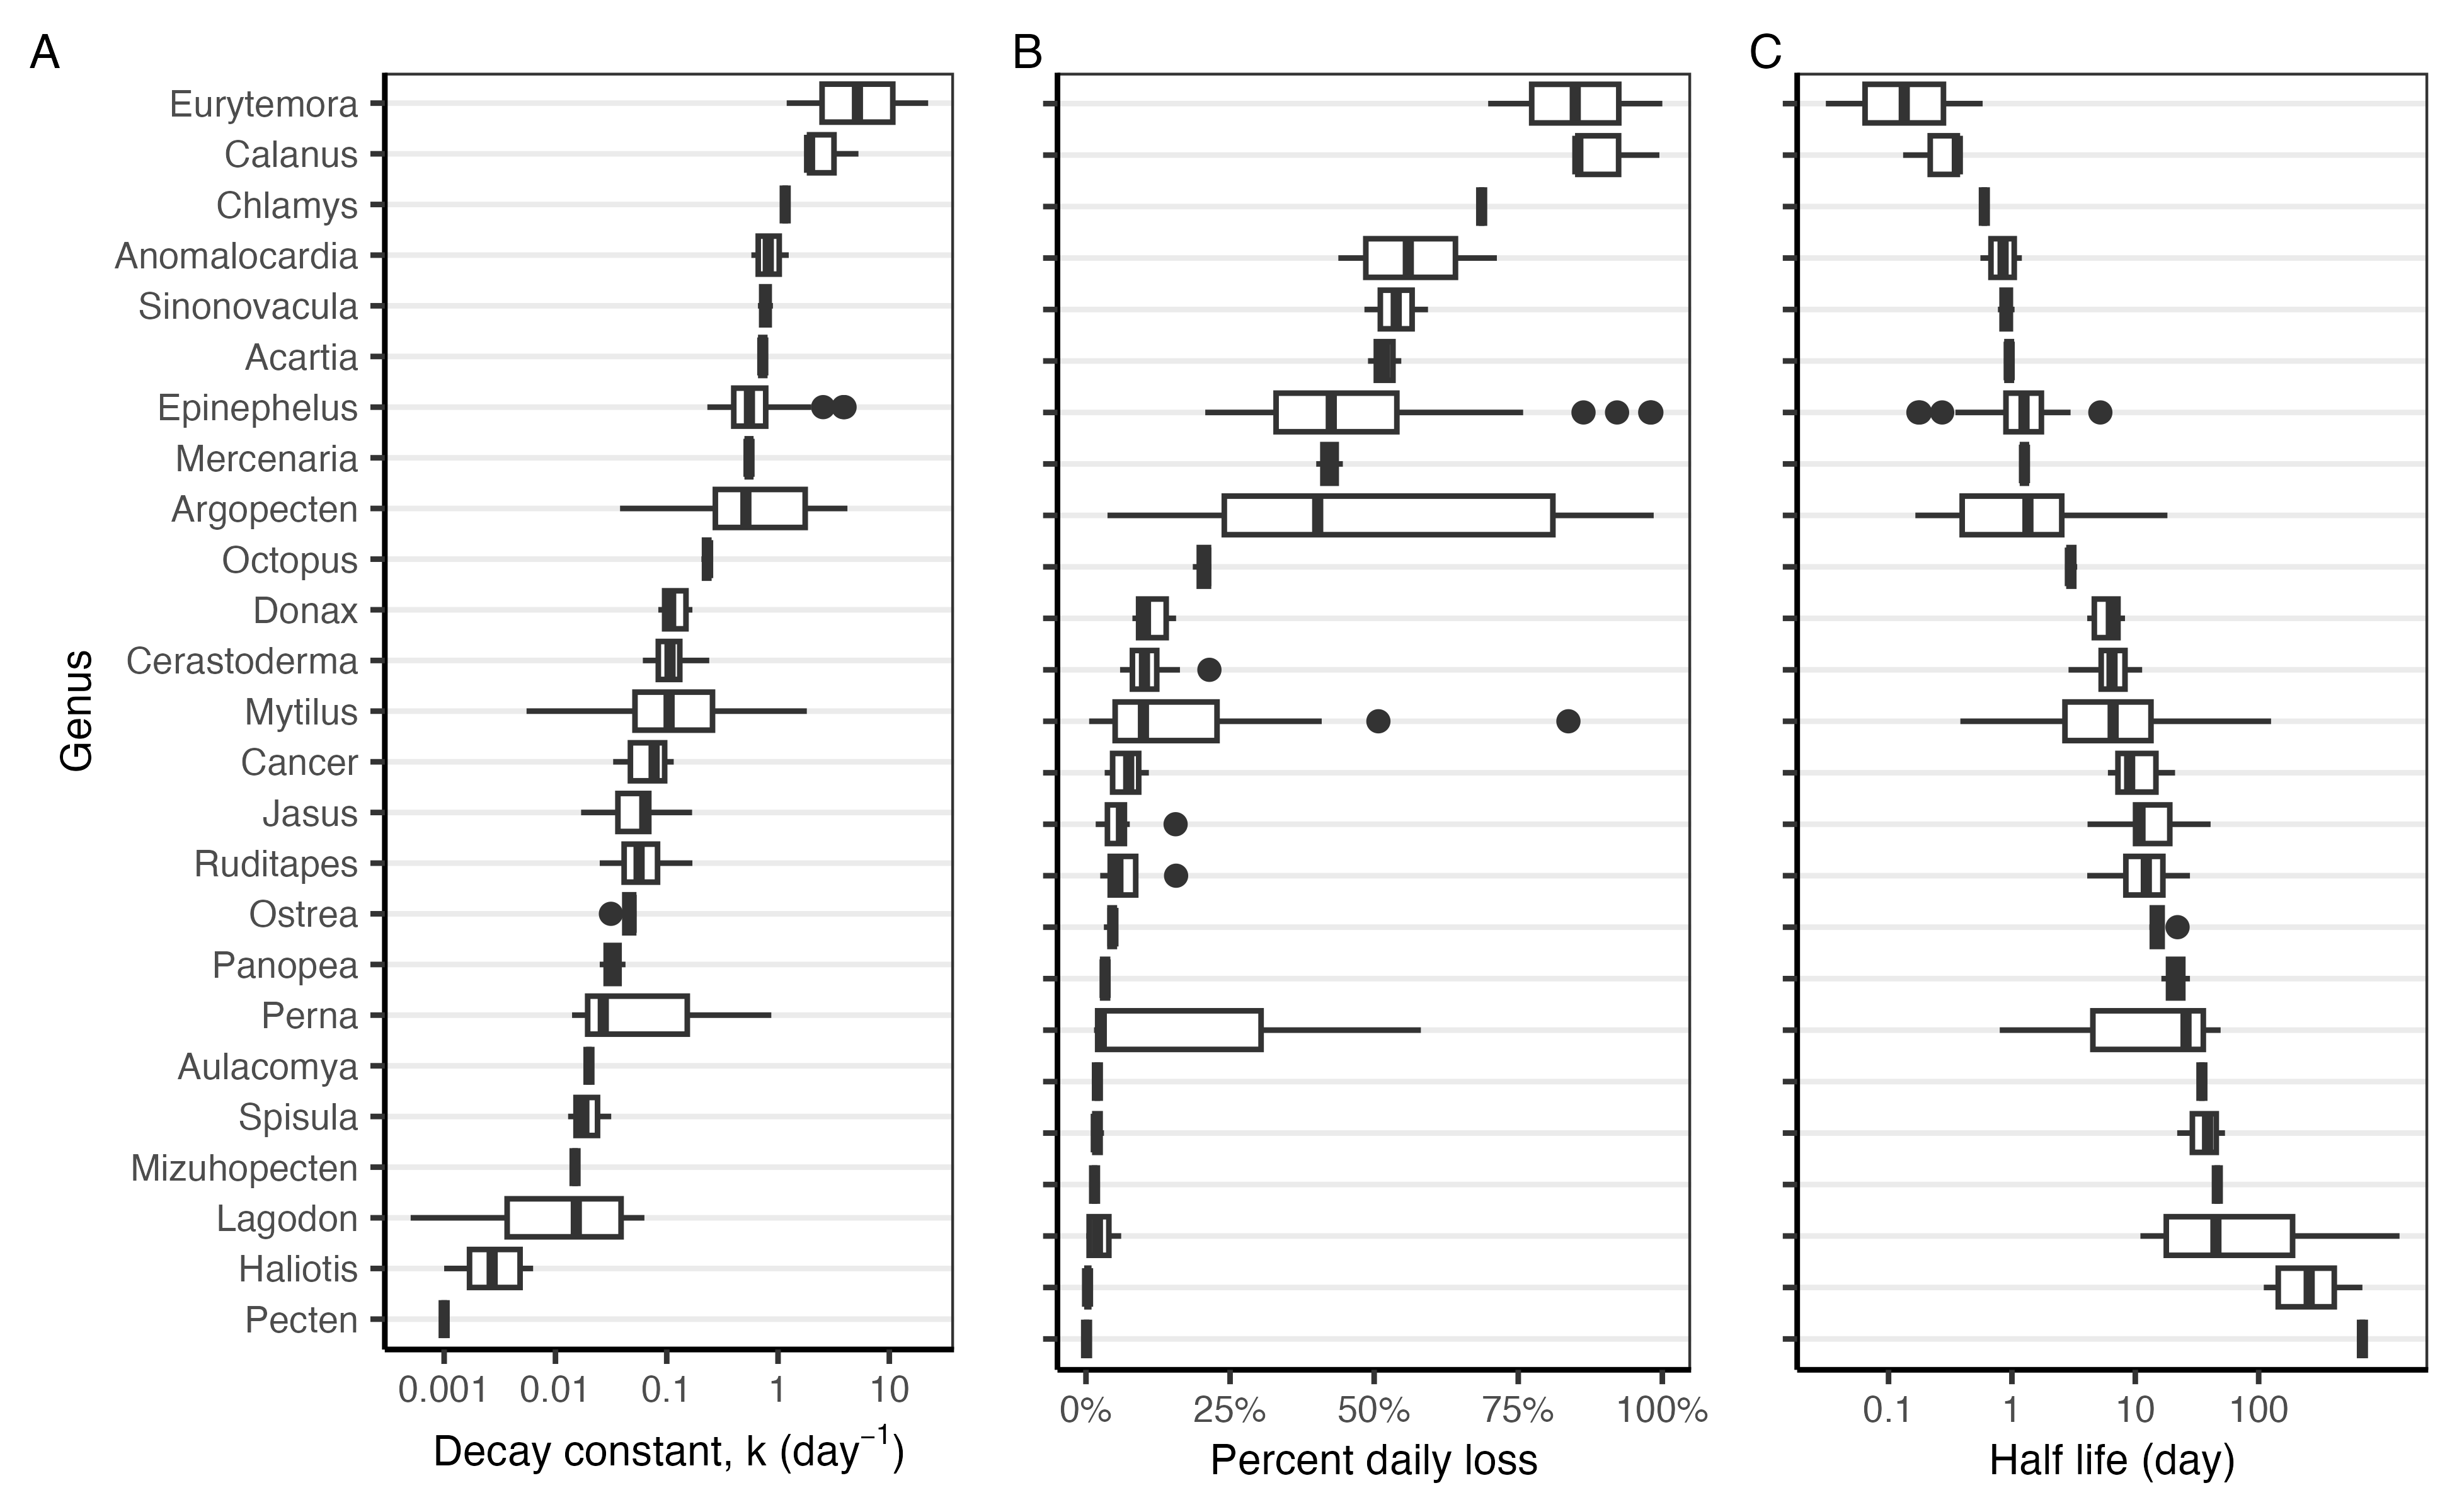 A
B
C
Genus
Eurytemora
Calanus
Chlamys
Anomalocardia
Sinonovacula
Acartia
Epinephelus
Mercenaria
Argopecten
Octopus
Donax
Cerastoderma
Mytilus
Cancer
Jasus
Ruditapes
Ostrea
Panopea
Perna
Aulacomya
Spisula
Mizuhopecten
Lagodon
Haliotis
Pecten
0.001 0.01 0.1 1 10
Decay constant, k (day⁻¹)
0% 25% 50% 75% 100%
Percent daily loss
0.1 1 10 100
Half life (day)